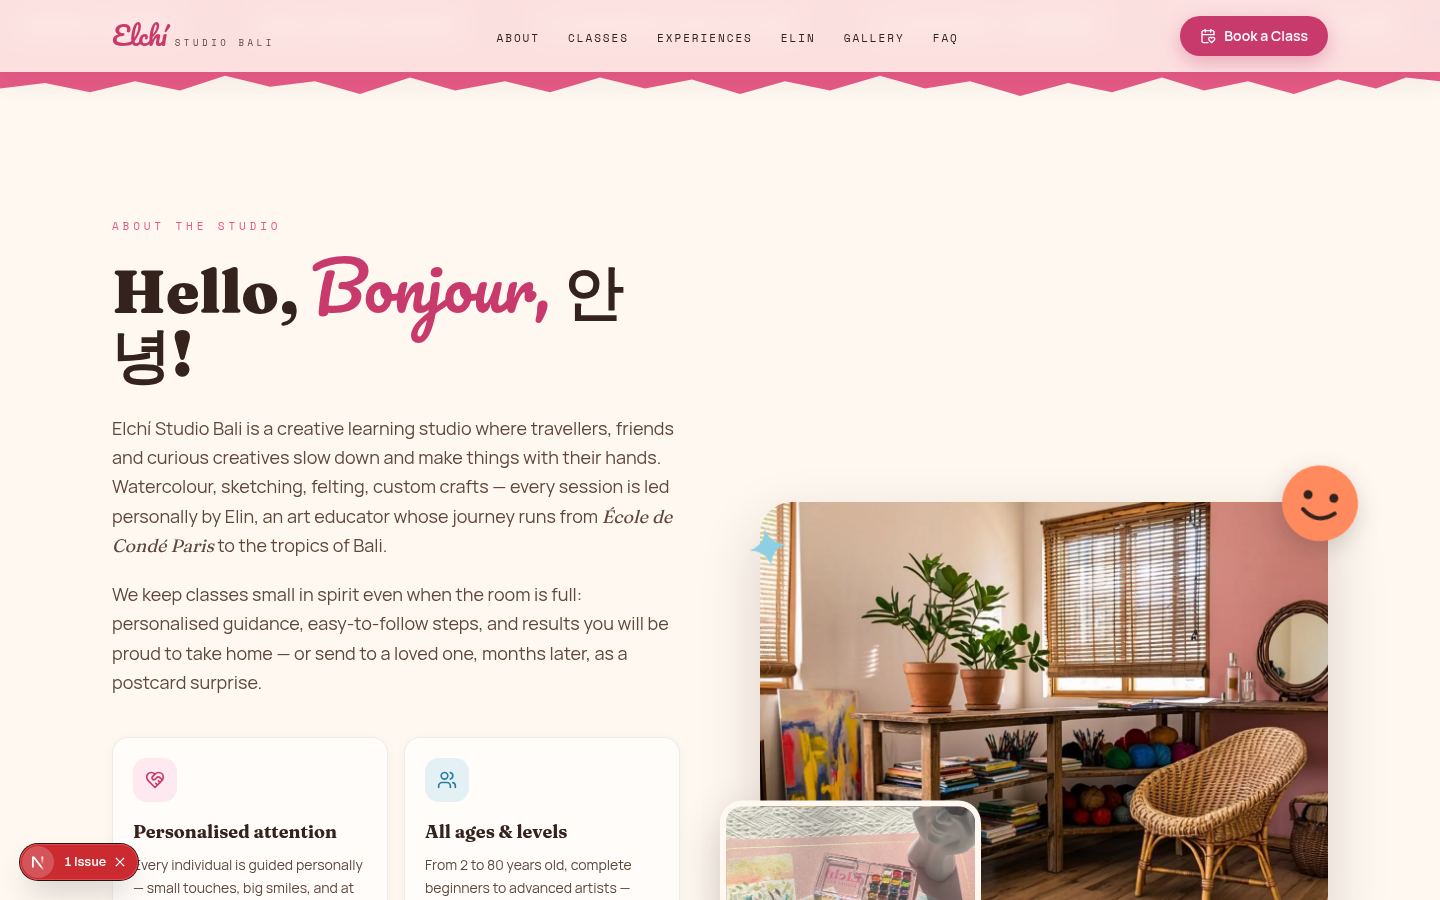 Elchí STUDIO BALI
ABOUT CLASSES EXPERIENCES ELIN GALLERY FAQ
Book a Class
ABOUT THE STUDIO
Hello, Bonjour, 안
녕!
Elchí Studio Bali is a creative learning studio where travellers, friends
and curious creatives slow down and make things with their hands.
Watercolour, sketching, felting, custom crafts — every session is led
personally by Elin, an art educator whose journey runs from École de
Condé Paris to the tropics of Bali.
We keep classes small in spirit even when the room is full:
personalised guidance, easy-to-follow steps, and results you will be
proud to take home — or send to a loved one, months later, as a
postcard surprise.
Personalised attention
Every individual is guided personally
— small touches, big smiles, and at
All ages & levels
From 2 to 80 years old, complete
beginners to advanced artists —
N 1 Issue